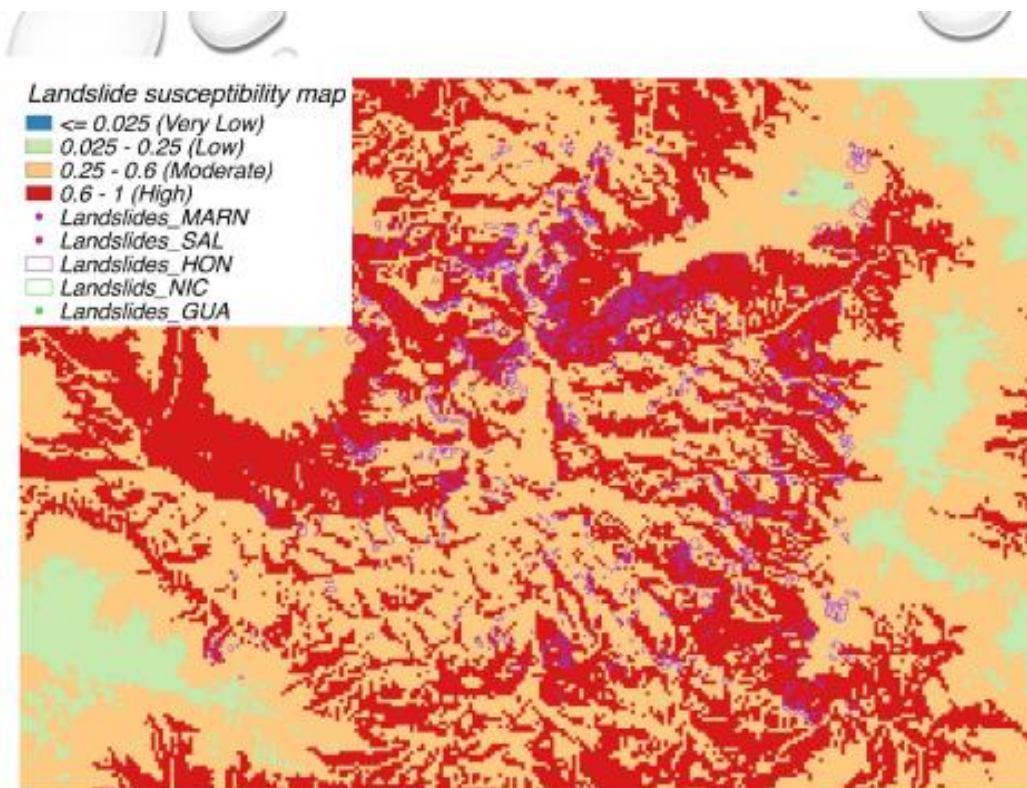 Landslide susceptibility map
<= 0.025 (Very Low)
0.025 - 0.25 (Low)
0.25 - 0.6 (Moderate)
0.6 - 1 (High)
Landslides_MARN
Landslides_SAL
Landslides_HON
Landslids_NIC
Landslides_GUA